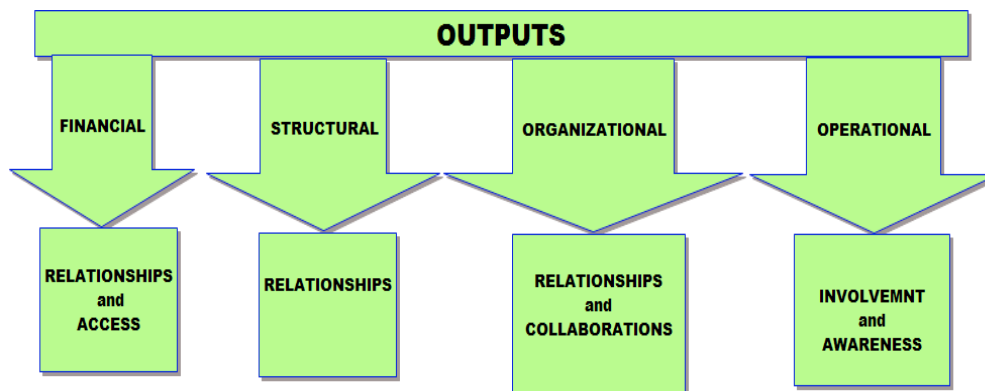 OUTPUTS
FINANCIAL
STRUCTURAL
ORGANIZATIONAL
OPERATIONAL
RELATIONSHIPS
and
ACCESS
RELATIONSHIPS
RELATIONSHIPS
and
COLLABORATIONS
INVOLVEMNT
and
AWARENESS